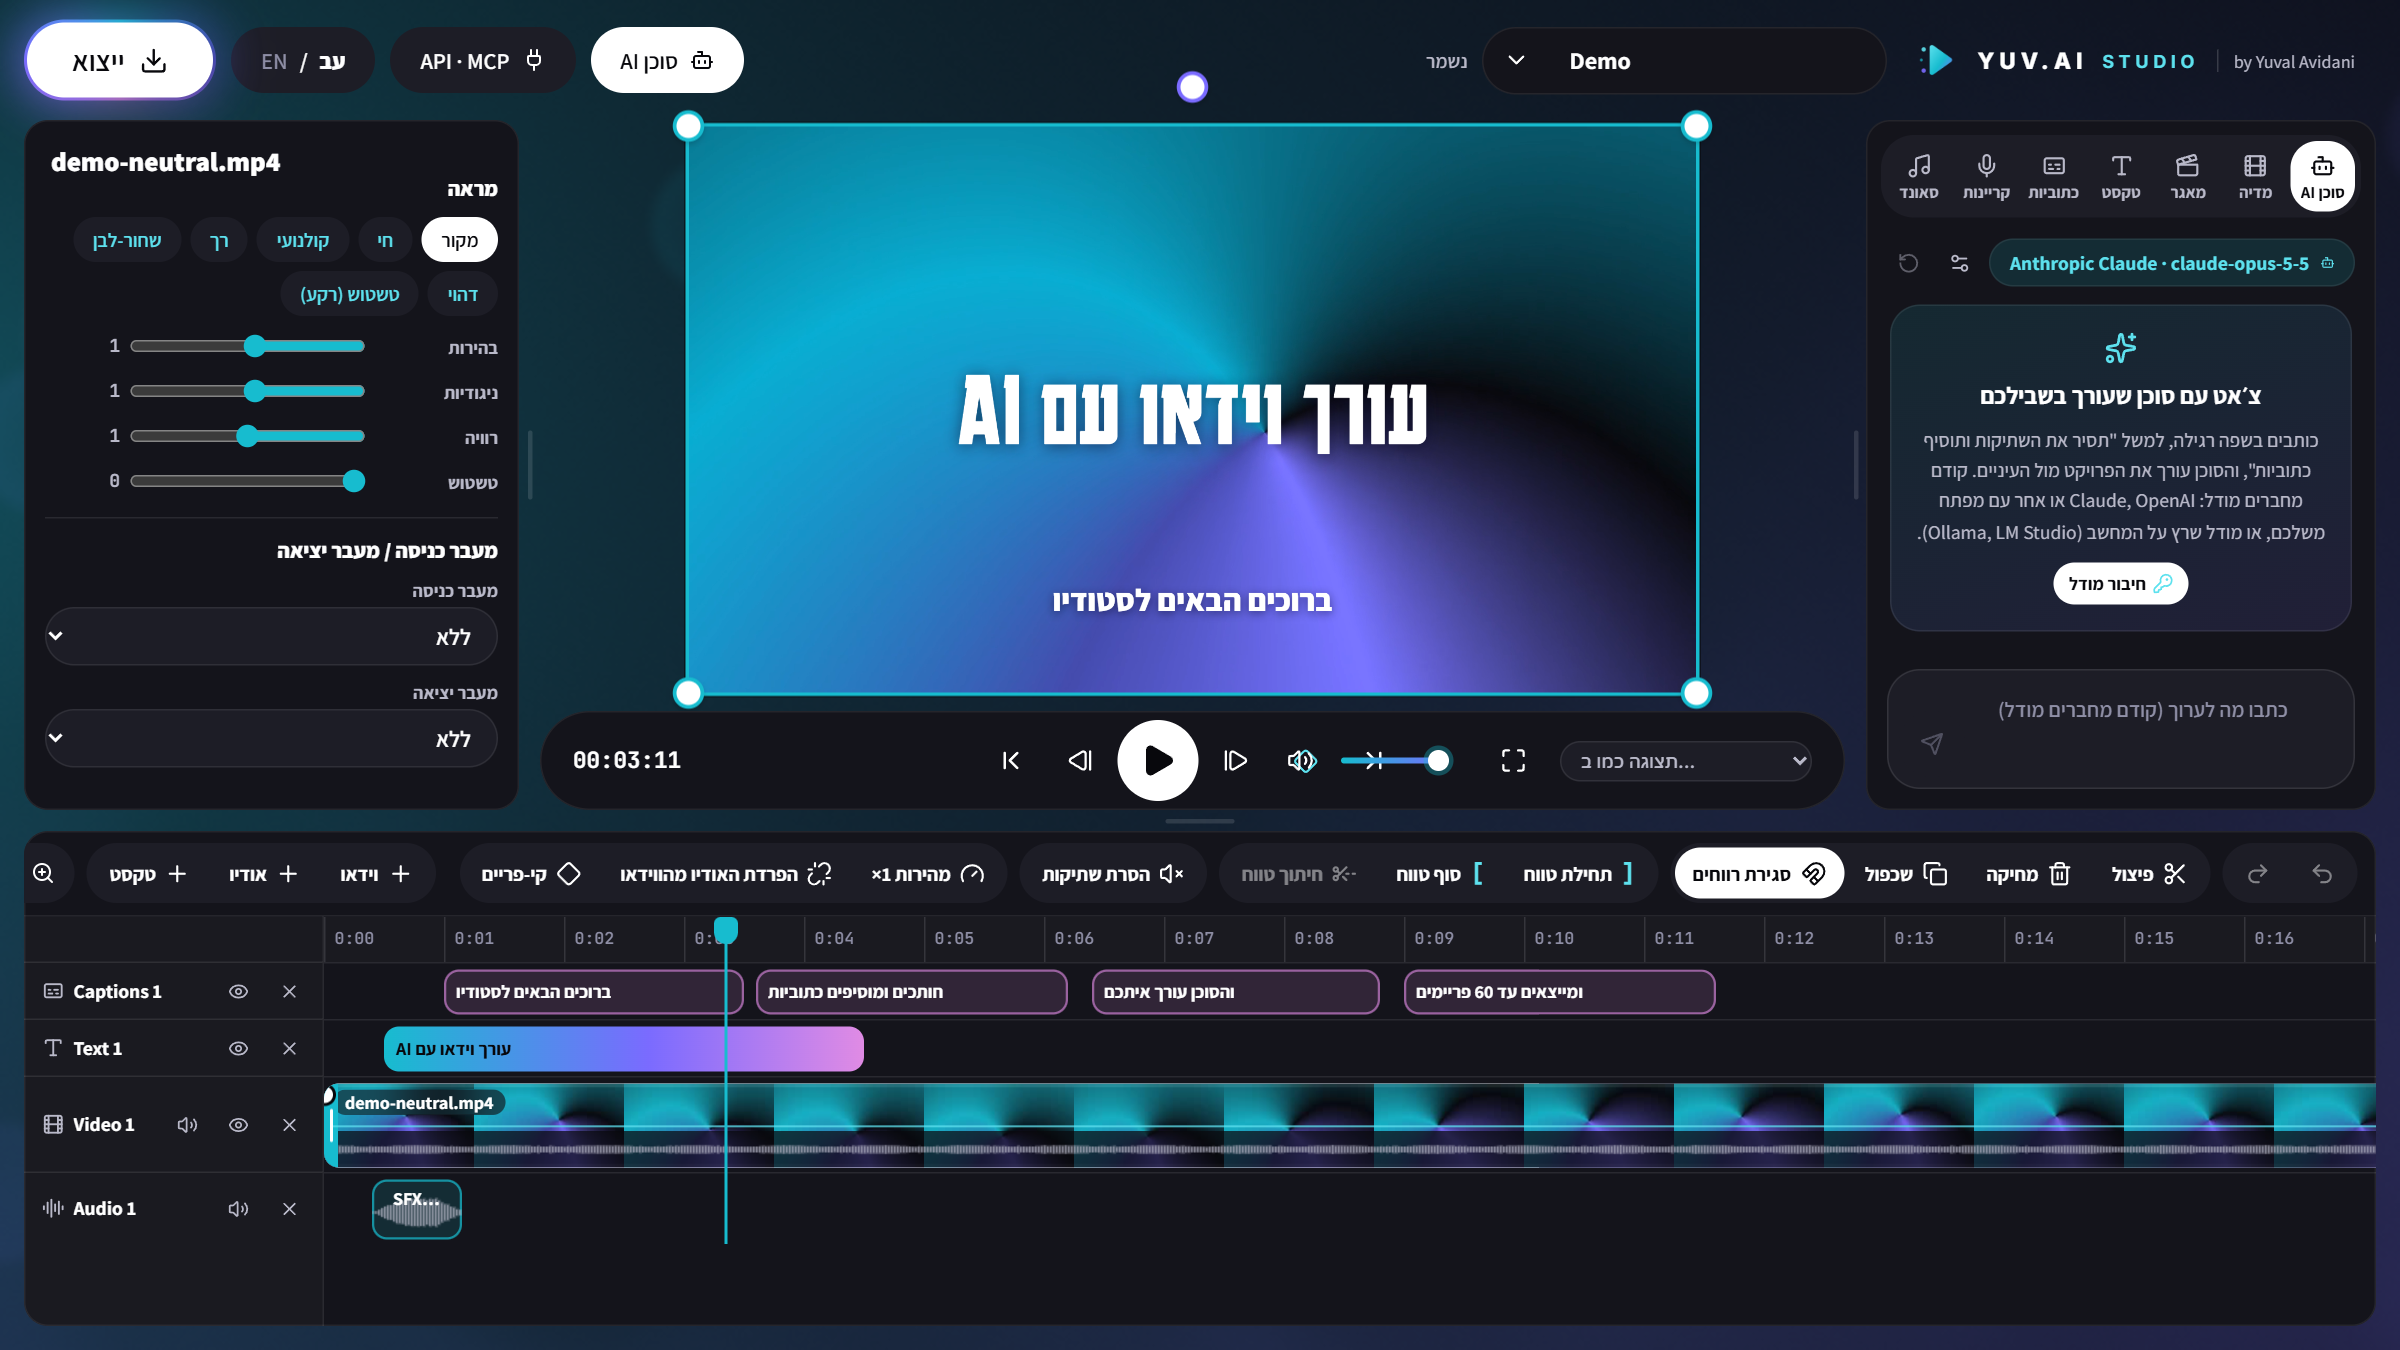 by Yuval Avidani
YUV.AI STUDIO
Demo
נשמר
סוכן AI
API · MCP
עב / EN
ייצוא
סוכן AI
מדיה
מאגר
טקסט
כתוביות
קריינות
סאונד
Anthropic Claude · claude-opus-5-5
צ׳אט עם סוכן שעורך בשבילכם
כותבים בשפה רגילה, למשל "תסיר את השתיקות ותוסיף
כתוביות", והסוכן עורך את הפרויקט מול העיניים. קודם
מחברים מודל: Claude, OpenAI או אחר עם מפתח
משלכם, או מודל שרץ על המחשב (Ollama, LM Studio).
חיבור מודל
כתבו מה לערוך (קודם מחברים מודל)
עורך וידאו עם AI
ברוכים הבאים לסטודיו
00:03:11
תצוגה כמו ב...
demo-neutral.mp4
מראה
מקור
חי
קולנועי
רך
שחור-לבן
דהוי
טשטוש (רקע)
בהירות 1
ניגודיות 1
רוויה 1
טשטוש 0
מעבר כניסה / מעבר יציאה
מעבר כניסה
ללא
מעבר יציאה
ללא
פיצול
מחיקה
שכפול
סגירת רווחים
תחילת טווח
סוף טווח
חיתוך טווח
הסרת שתיקות
מהירות 1×
הפרדת האודיו מהווידאו
קי-פריים
וידאו
אודיו
טקסט
0:00 0:01 0:02 0:04 0:05 0:06 0:07 0:08 0:09 0:10 0:11 0:12 0:13 0:14 0:15 0:16
Captions 1
ברוכים הבאים לסטודיו
חותכים ומוסיפים כתוביות
והסוכן עורך איתכם
ומייצאים עד 60 פריימים
Text 1
עורך וידאו עם AI
Video 1
demo-neutral.mp4
Audio 1
SFX...